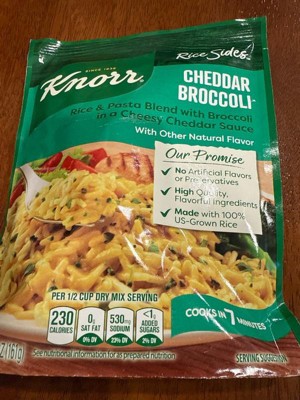 SINCE 1838
Knorr®
Rice Sides™
CHEDDAR
BROCCOLI
Rice & Pasta Blend with Broccoli
in a Cheesy Cheddar Sauce
With Other Natural Flavor
Our Promise
✓ No Artificial Flavors
or Preservatives
✓ High Quality,
Flavorful Ingredients
✓ Made with 100%
US-Grown Rice
PER 1/2 CUP DRY MIX SERVING
230
CALORIES
0g
SAT FAT
0% DV
530mg
SODIUM
23% DV
<1g
ADDED
SUGARS
2% DV
COOKS IN 7 MINUTES
See nutritional information for as prepared nutrition.
SERVING SUGGESTION
Z (161g)